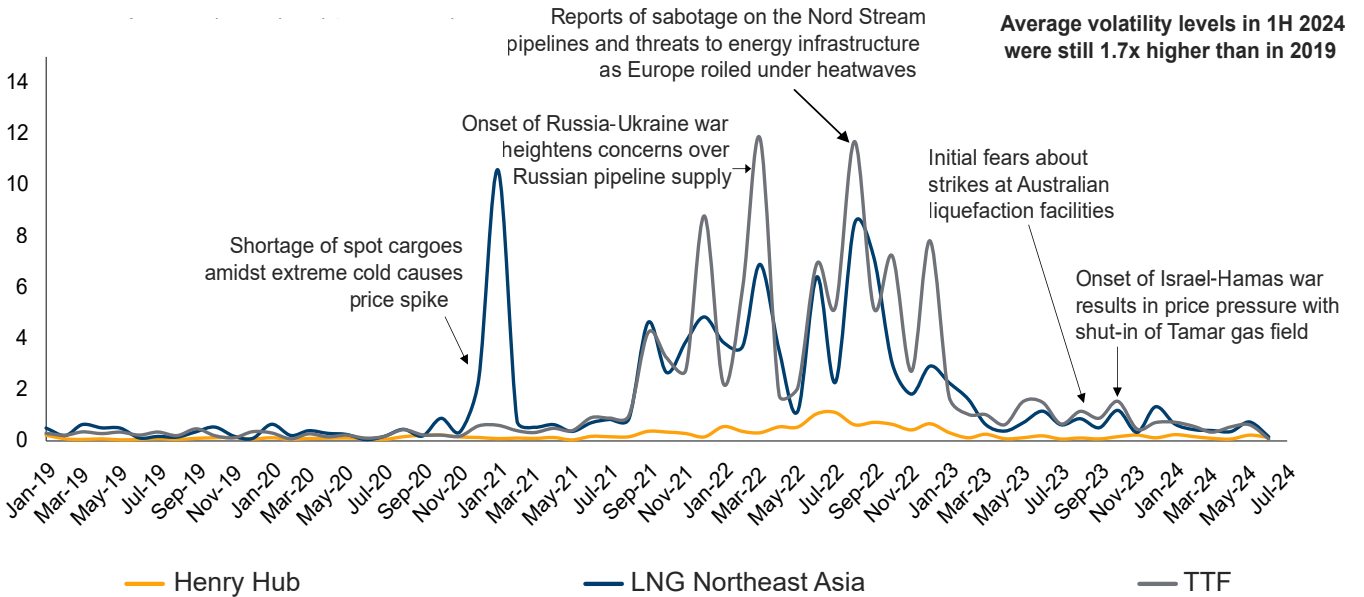 Reports of sabotage on the Nord Stream
pipelines and threats to energy infrastructure
as Europe roiled under heatwaves
Average volatility levels in 1H 2024
were still 1.7x higher than in 2019
Onset of Russia-Ukraine war
heightens concerns over
Russian pipeline supply
Initial fears about
strikes at Australian
liquefaction facilities
Shortage of spot cargoes
amidst extreme cold causes
price spike
Onset of Israel-Hamas war
results in price pressure with
shut-in of Tamar gas field
14
12
10
8
6
4
2
0
Jan-19
Mar-19
May-19
Jul-19
Sep-19
Nov-19
Jan-20
Mar-20
May-20
Jul-20
Sep-20
Nov-20
Jan-21
Mar-21
May-21
Jul-21
Sep-21
Nov-21
Jan-22
Mar-22
May-22
Jul-22
Sep-22
Nov-22
Jan-23
Mar-23
May-23
Jul-23
Sep-23
Nov-23
Jan-24
Mar-24
May-24
Jul-24
Henry Hub
LNG Northeast Asia
TTF